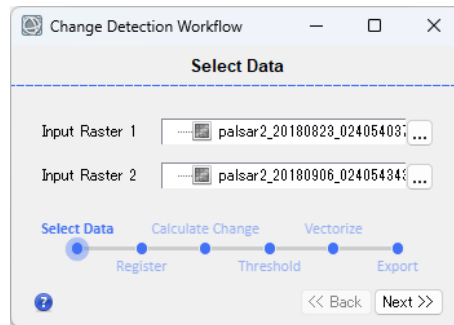 Change Detection Workflow
Select Data
Input Raster 1 palsar2_20180823_024054037 ...
Input Raster 2 palsar2_20180906_024054343 ...
Select Data Calculate Change Vectorize
Register Threshold Export
? << Back Next >>